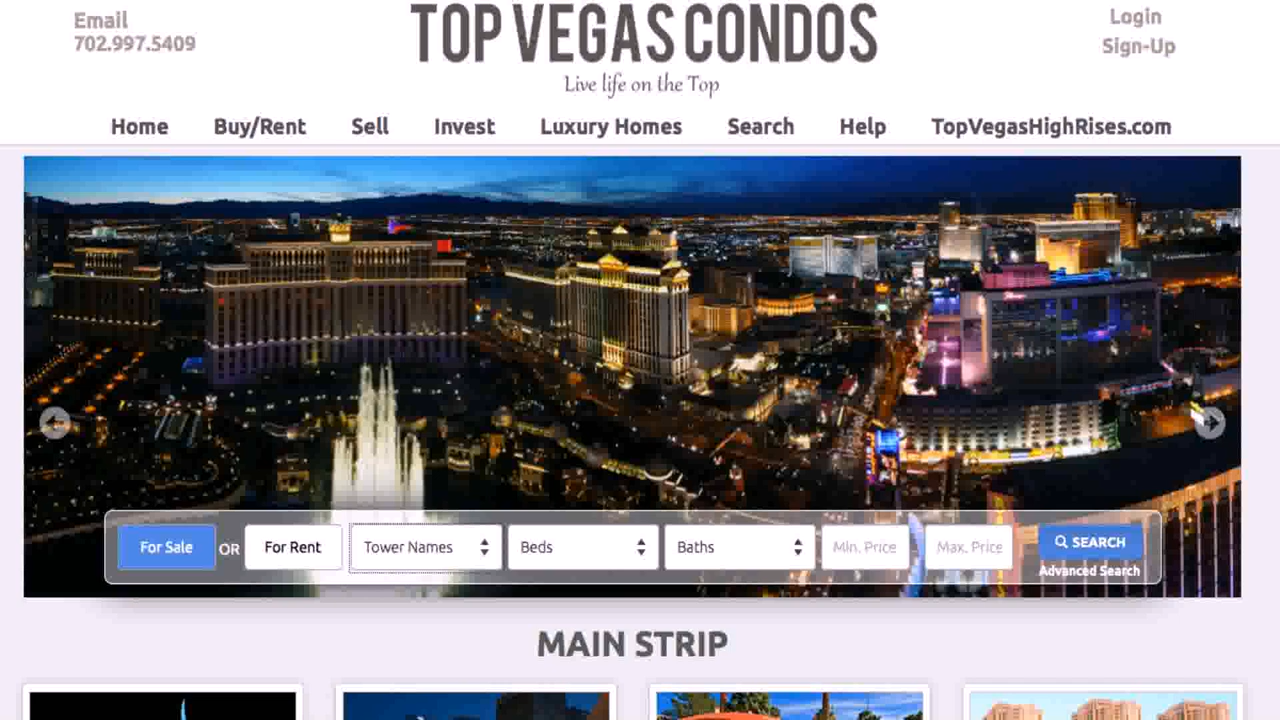 Email
702.997.5409
TOP VEGAS CONDOS
Live life on the Top
Login
Sign-Up
Home Buy/Rent Sell Invest Luxury Homes Search Help TopVegasHighRises.com
For Sale OR For Rent Tower Names Beds Baths Min. Price Max. Price SEARCH
Advanced Search
MAIN STRIP